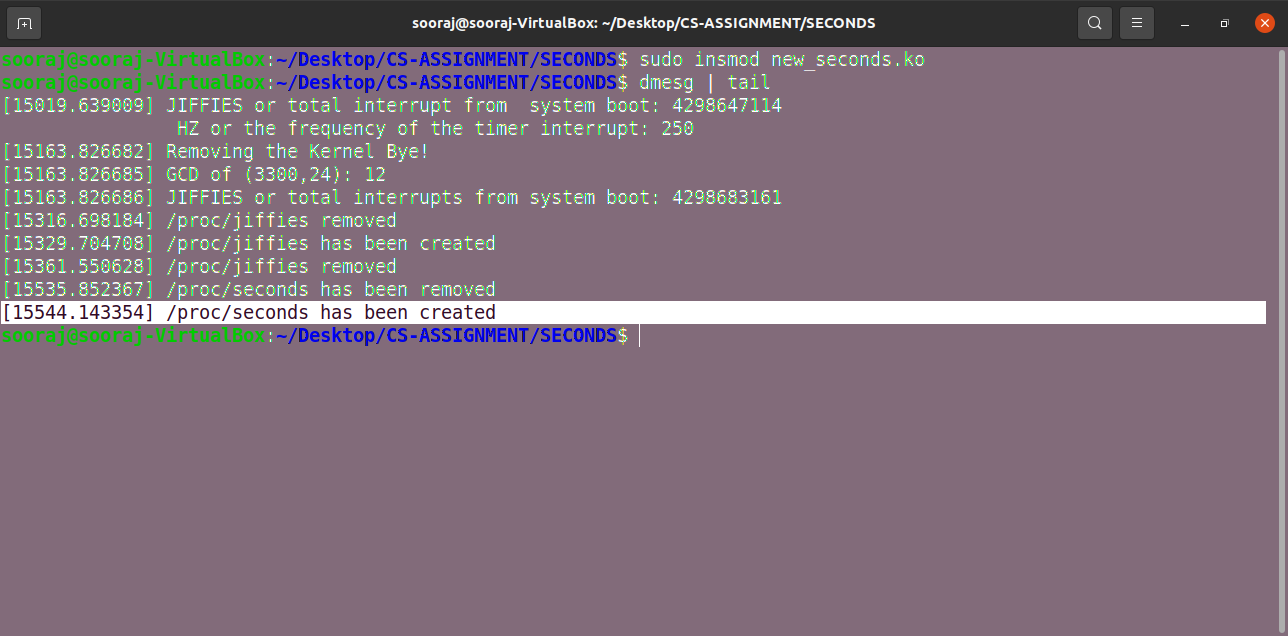 sooraj@sooraj-VirtualBox: ~/Desktop/CS-ASSIGNMENT/SECONDS
sooraj@sooraj-VirtualBox:~/Desktop/CS-ASSIGNMENT/SECONDS$ sudo insmod new_seconds.ko
sooraj@sooraj-VirtualBox:~/Desktop/CS-ASSIGNMENT/SECONDS$ dmesg | tail
[15019.639009] JIFFIES or total interrupt from  system boot: 4298647114
                HZ or the frequency of the timer interrupt: 250
[15163.826682] Removing the Kernel Bye!
[15163.826685] GCD of (3300,24): 12
[15163.826686] JIFFIES or total interrupts from system boot: 4298683161
[15316.698184] /proc/jiffies removed
[15329.704708] /proc/jiffies has been created
[15361.550628] /proc/jiffies removed
[15535.852367] /proc/seconds has been removed
[15544.143354] /proc/seconds has been created
sooraj@sooraj-VirtualBox:~/Desktop/CS-ASSIGNMENT/SECONDS$